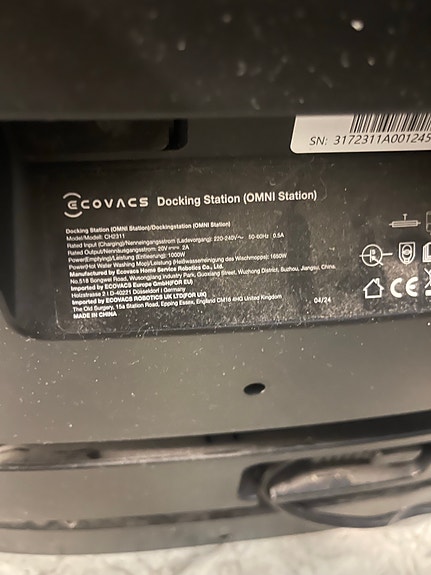 SN: 3172311A001245
ECOVACS Docking Station (OMNI Station)
Docking Station (OMNI Station)/Dockingstation (OMNI Station)
Model/Modell: CH2311
Rated Input (Charging)/Nenneingangsstrom (Ladevorgang): 220-240V~ 50-60Hz 0.5A
Rated Output/Nennausgangsstrom: 20V 2A
Power(Emptying)/Leistung (Entleerung): 1000W
Power(Hot Water Washing Mop)/Leistung (Heißwasserreinigung des Wischmopps): 1650W
Manufactured by Ecovacs Home Service Robotics Co., Ltd.
No.518 Songwei Road, Wusongjiang Industry Park, Guoxiang Street, Wuzhong District, Suzhou, Jiangsu, China.
Imported by ECOVACS Europe GmbH(FOR EU)
Holzstrasse 2 I D-40221 Düsseldorf I Germany
Imported by ECOVACS ROBOTICS UK LTD(FOR UK)
The CM Surgery, 15a Station Road, Epping Essex, England CM16 4HG United Kingdom
MADE IN CHINA
04/24
CE